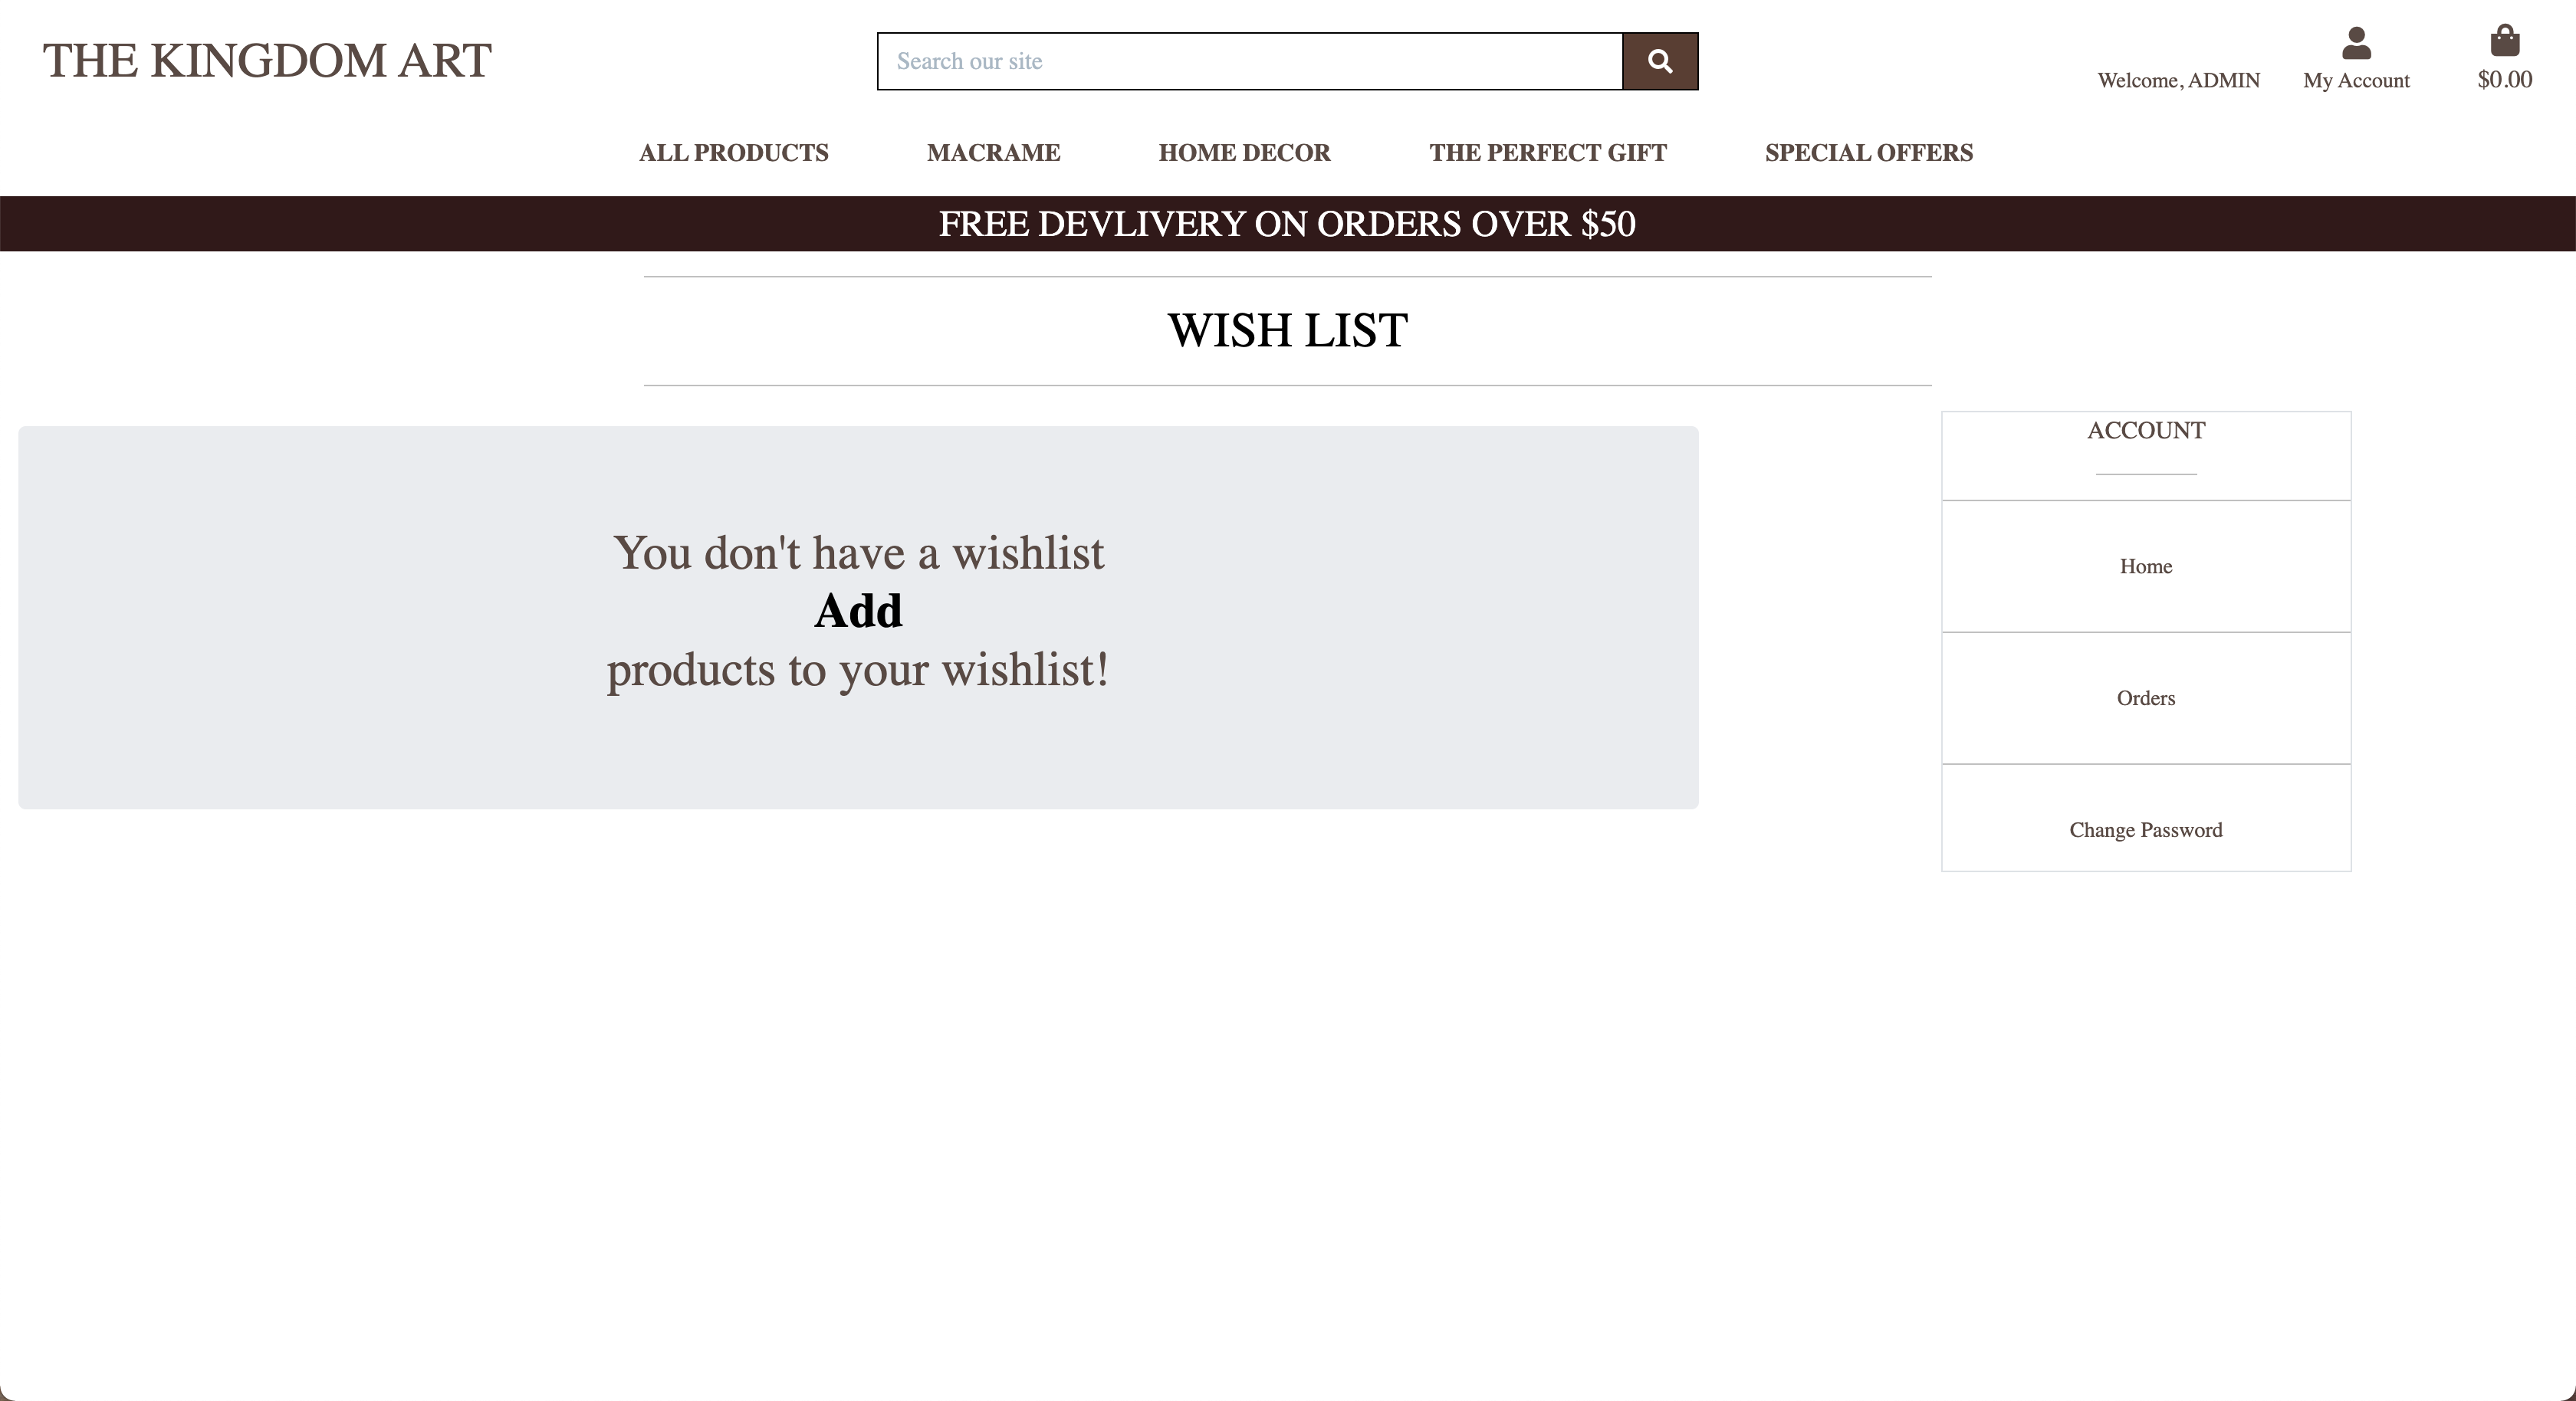 THE KINGDOM ART
Search our site
Welcome, ADMIN
My Account
$0.00
ALL PRODUCTS
MACRAME
HOME DECOR
THE PERFECT GIFT
SPECIAL OFFERS
FREE DEVLIVERY ON ORDERS OVER $50
WISH LIST
You don't have a wishlist
Add
products to your wishlist!
ACCOUNT
Home
Orders
Change Password